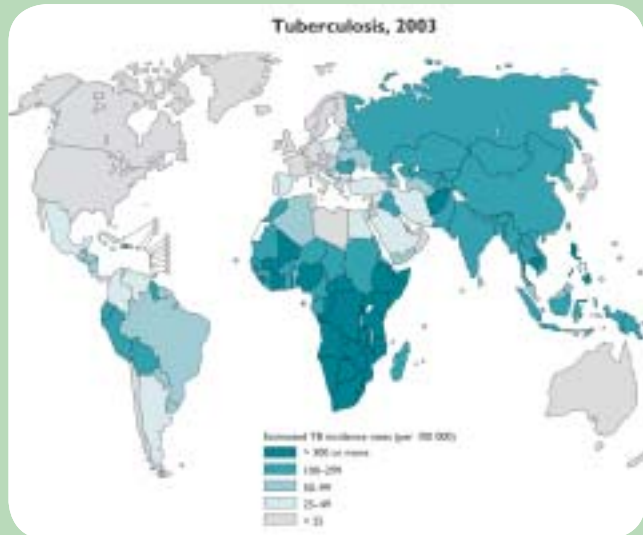 Tuberculosis, 2003
Estimated TB incidence rates (per 100 000)
300 or more
100–299
50–99
25–49
< 25